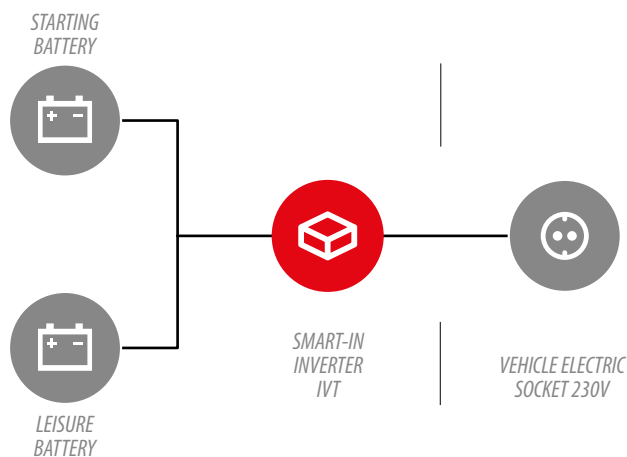 STARTING
BATTERY
SMART-IN
INVERTER
IVT
VEHICLE ELECTRIC
SOCKET 230V
LEISURE
BATTERY